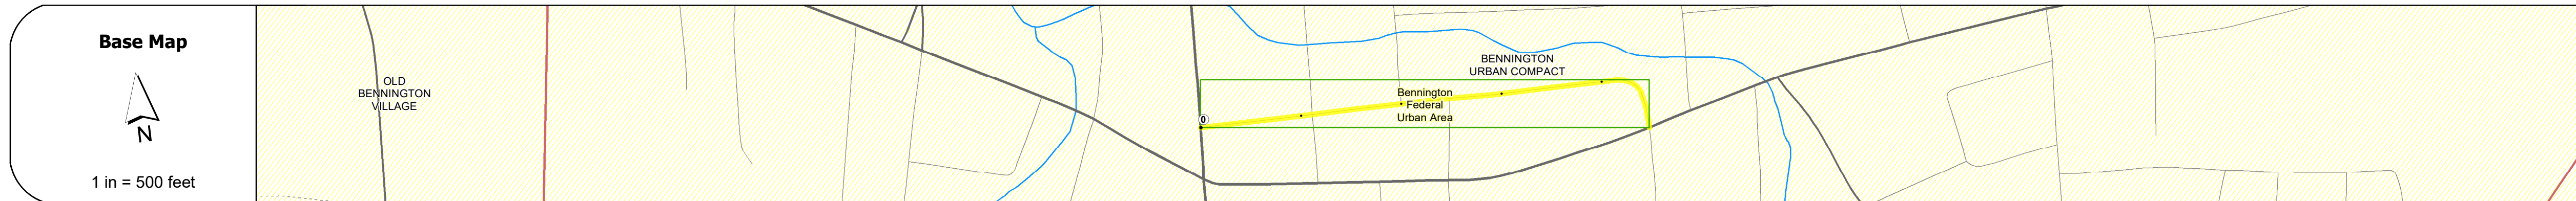 Base Map
N
1 in = 500 feet
OLD
BENNINGTON
VILLAGE
0
BENNINGTON
URBAN COMPACT
Bennington
Federal
Urban Area